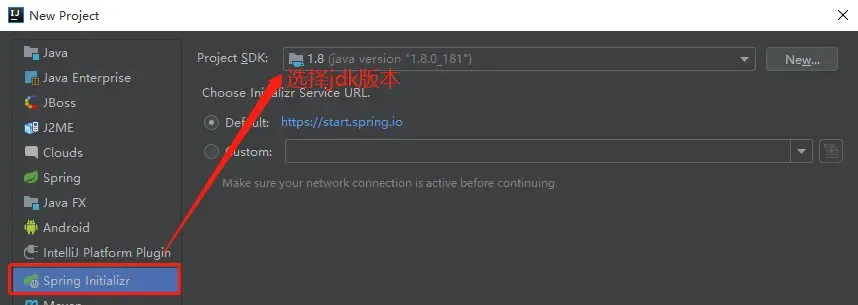 New Project
Java
Java Enterprise
JBoss
J2ME
Clouds
Spring
Java FX
Android
IntelliJ Platform Plugin
Spring Initializr
Maven
Project SDK: 1.8 (java version "1.8.0_181") New...
选择jdk版本
Choose Initializr Service URL.
Default: https://start.spring.io
Custom:
Make sure your network connection is active before continuing.